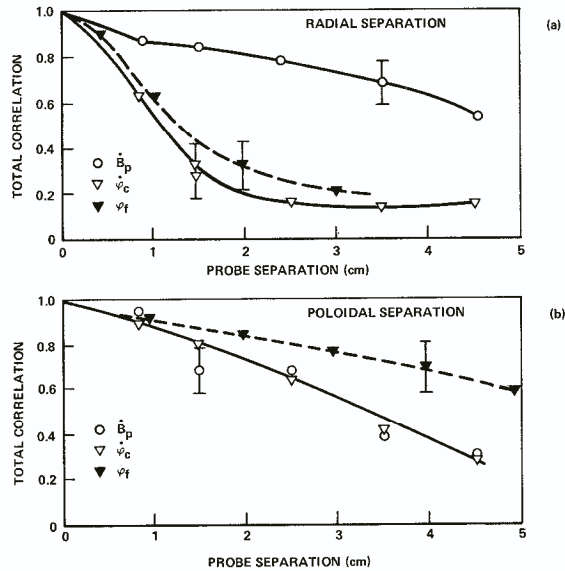 RADIAL SEPARATION
(a)
TOTAL CORRELATION
1.0
0.8
0.6
0.4
0.2
0
Ḃp
φ̇c
φf
0 1 2 3 4 5
PROBE SEPARATION (cm)
POLOIDAL SEPARATION
(b)
TOTAL CORRELATION
1.0
0.8
0.6
0.4
0.2
0
Ḃp
φ̇c
φf
0 1 2 3 4 5
PROBE SEPARATION (cm)